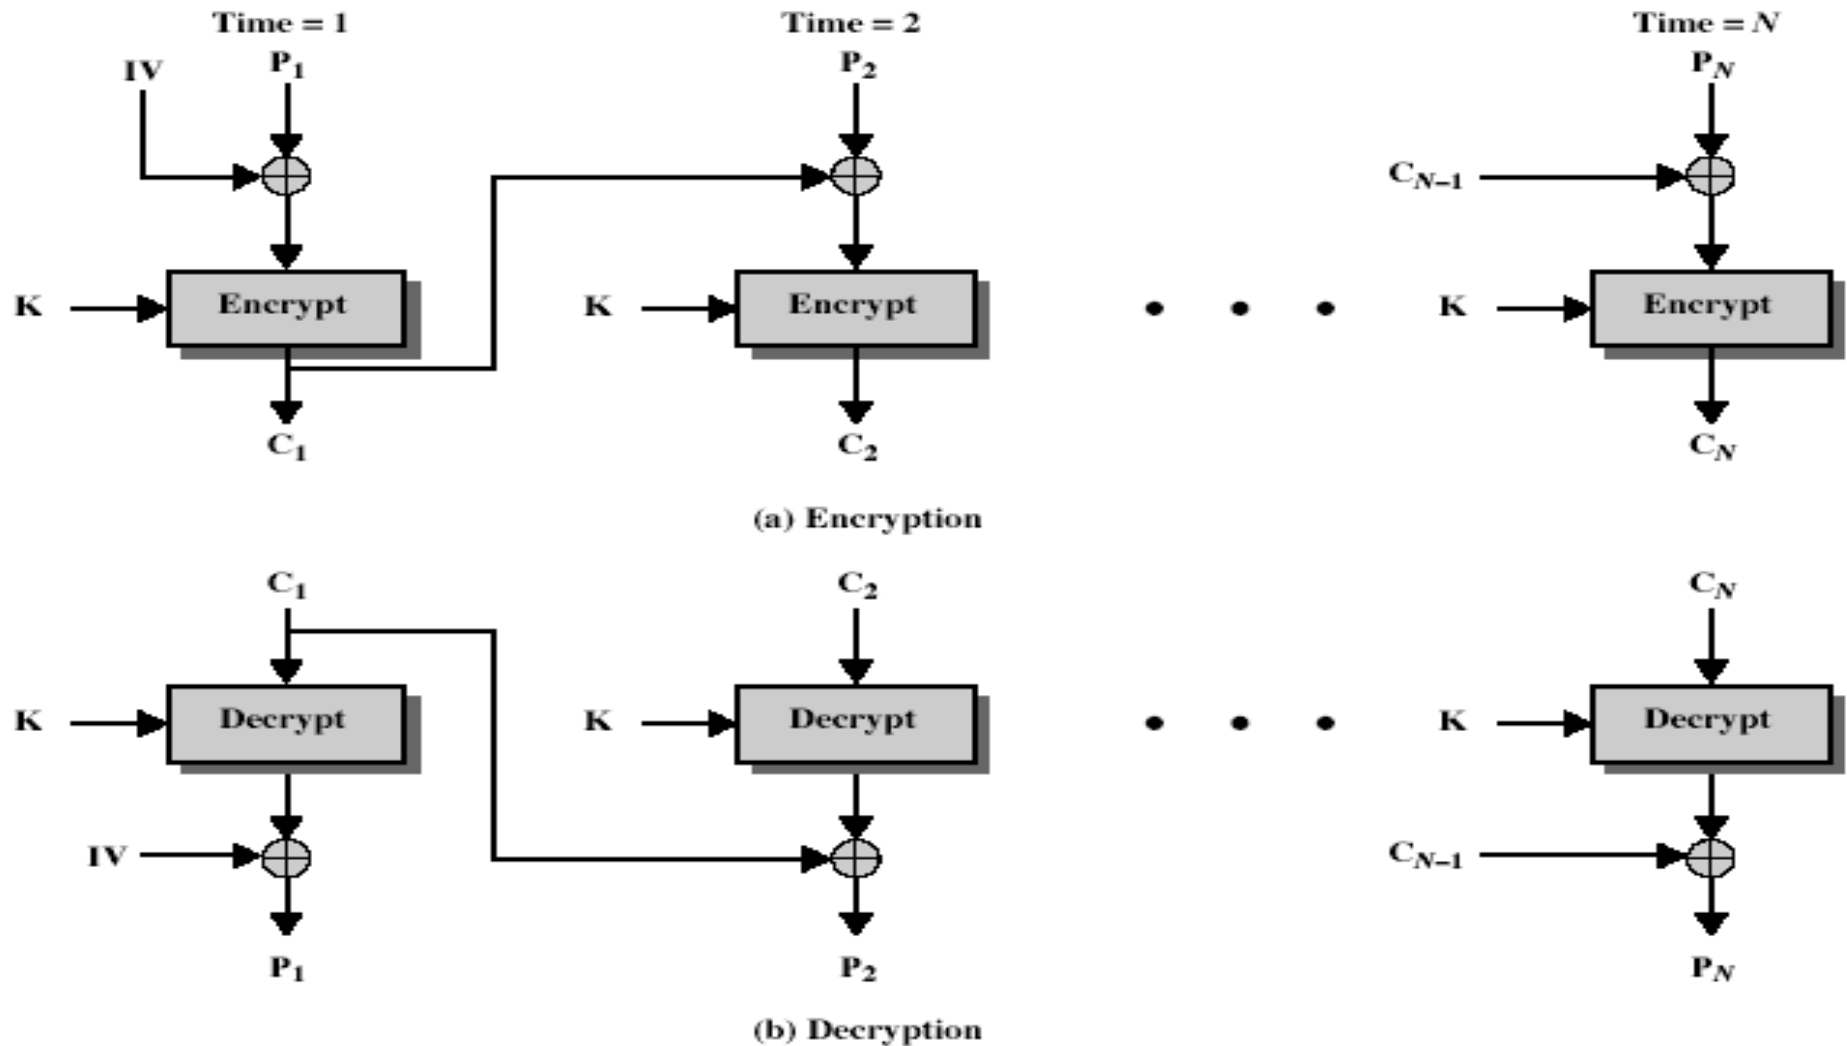 Time = 1 Time = 2 Time = N
IV P1 P2 PN
CN–1
K Encrypt K Encrypt • • • K Encrypt
C1 C2 CN
(a) Encryption
C1 C2 CN
K Decrypt K Decrypt • • • K Decrypt
IV CN–1
P1 P2 PN
(b) Decryption